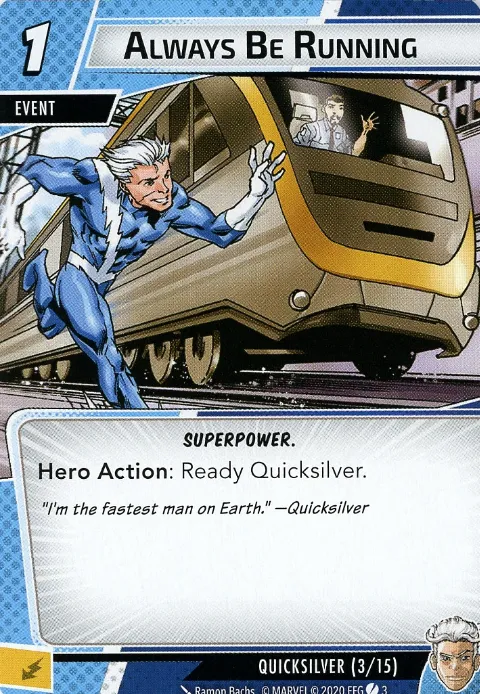 1
ALWAYS BE RUNNING
EVENT
SUPERPOWER.
Hero Action: Ready Quicksilver.
"I'm the fastest man on Earth." —Quicksilver
QUICKSILVER (3/15)
Ramon Bachs. © MARVEL © 2020 FFG 3